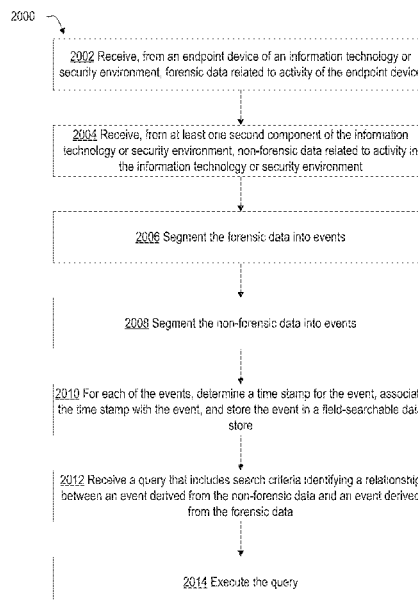 2000
2002 Receive, from an endpoint device of an information technology or
security environment, forensic data related to activity of the endpoint device
2004 Receive, from at least one second component of the information
technology or security environment, non-forensic data related to activity in
the information technology or security environment
2006 Segment the forensic data into events
2008 Segment the non-forensic data into events
2010 For each of the events, determine a time stamp for the event, associat
the time stamp with the event, and store the event in a field-searchable dat
store
2012 Receive a query that includes search criteria identifying a relationship
between an event derived from the non-forensic data and an event derived
from the forensic data
2014 Execute the query